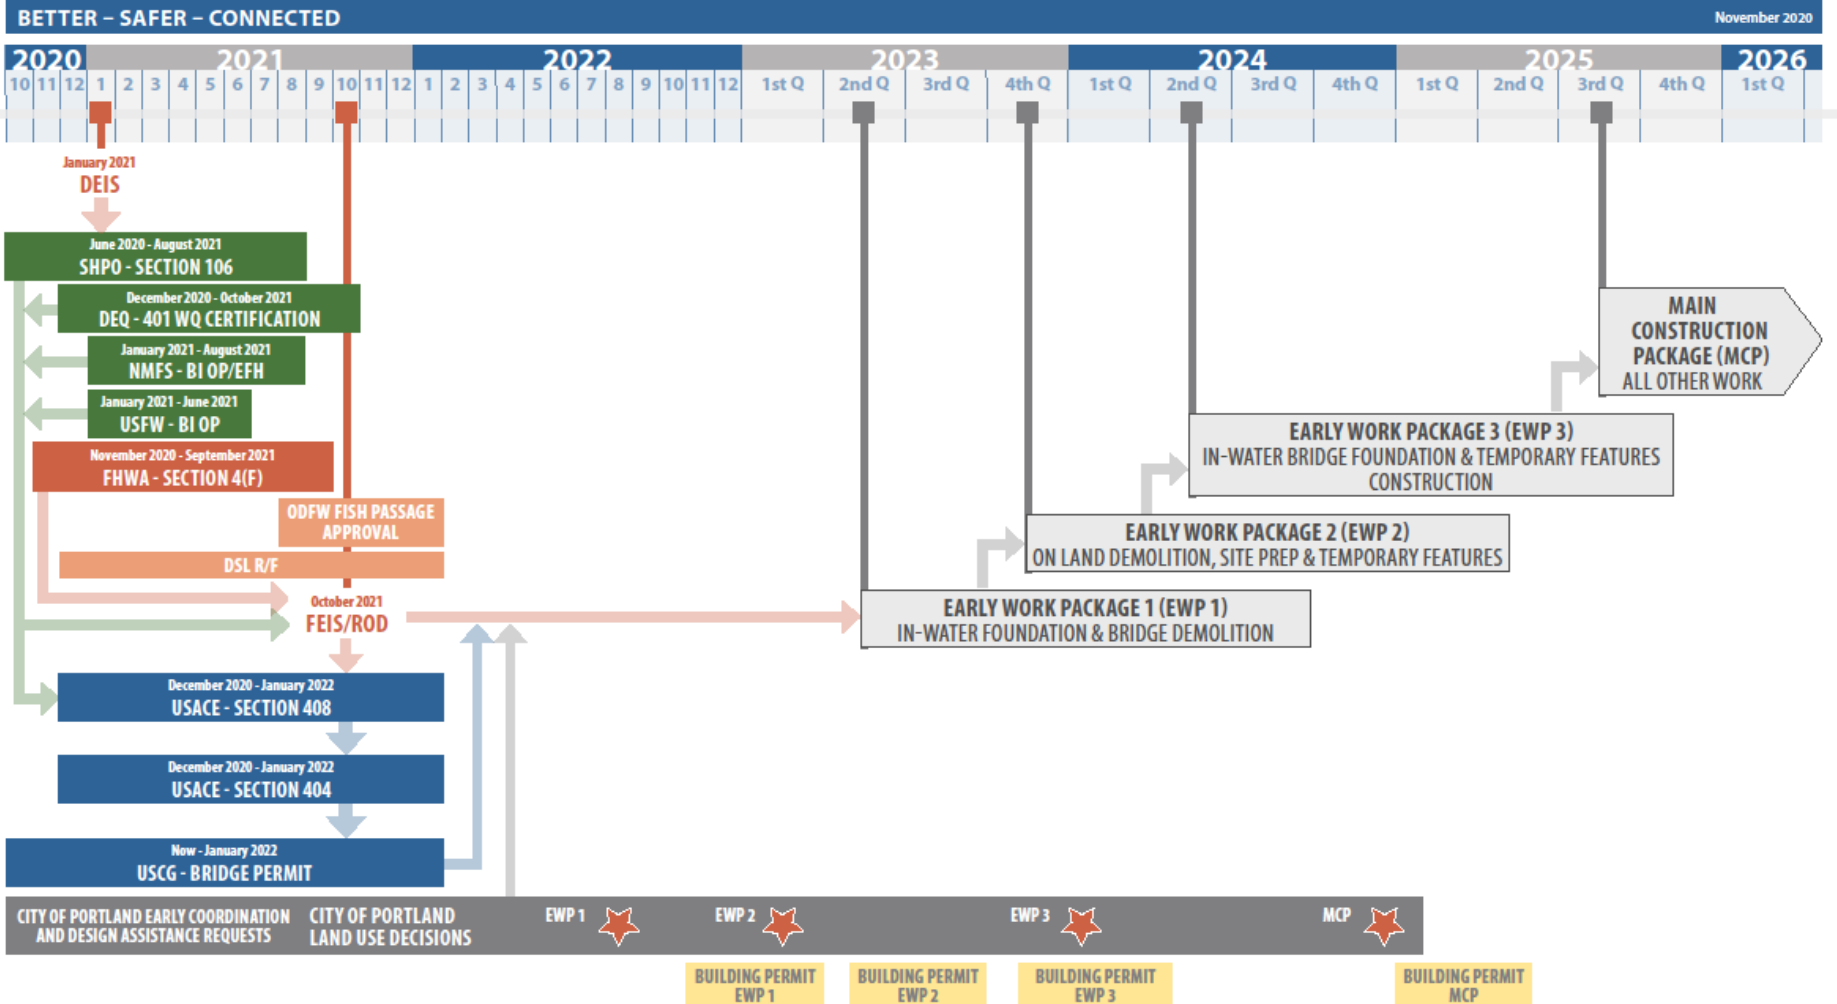 BETTER – SAFER – CONNECTED
November 2020
2020 2021 2022 2023 2024 2025 2026
10 11 12 1 2 3 4 5 6 7 8 9 10 11 12 1 2 3 4 5 6 7 8 9 10 11 12 1st Q 2nd Q 3rd Q 4th Q 1st Q 2nd Q 3rd Q 4th Q 1st Q 2nd Q 3rd Q 4th Q 1st Q
January 2021
DEIS
June 2020 - August 2021
SHPO - SECTION 106
December 2020 - October 2021
DEQ - 401 WQ CERTIFICATION
January 2021 - August 2021
NMFS - BI OP/EFH
January 2021 - June 2021
USFW - BI OP
November 2020 - September 2021
FHWA - SECTION 4(F)
ODFW FISH PASSAGE
APPROVAL
DSL R/F
October 2021
FEIS/ROD
December 2020 - January 2022
USACE - SECTION 408
December 2020 - January 2022
USACE - SECTION 404
Now - January 2022
USCG - BRIDGE PERMIT
MAIN
CONSTRUCTION
PACKAGE (MCP)
ALL OTHER WORK
EARLY WORK PACKAGE 3 (EWP 3)
IN-WATER BRIDGE FOUNDATION & TEMPORARY FEATURES
CONSTRUCTION
EARLY WORK PACKAGE 2 (EWP 2)
ON LAND DEMOLITION, SITE PREP & TEMPORARY FEATURES
EARLY WORK PACKAGE 1 (EWP 1)
IN-WATER FOUNDATION & BRIDGE DEMOLITION
CITY OF PORTLAND EARLY COORDINATION
AND DESIGN ASSISTANCE REQUESTS
CITY OF PORTLAND
LAND USE DECISIONS
EWP 1
EWP 2
EWP 3
MCP
BUILDING PERMIT
EWP 1
BUILDING PERMIT
EWP 2
BUILDING PERMIT
EWP 3
BUILDING PERMIT
MCP